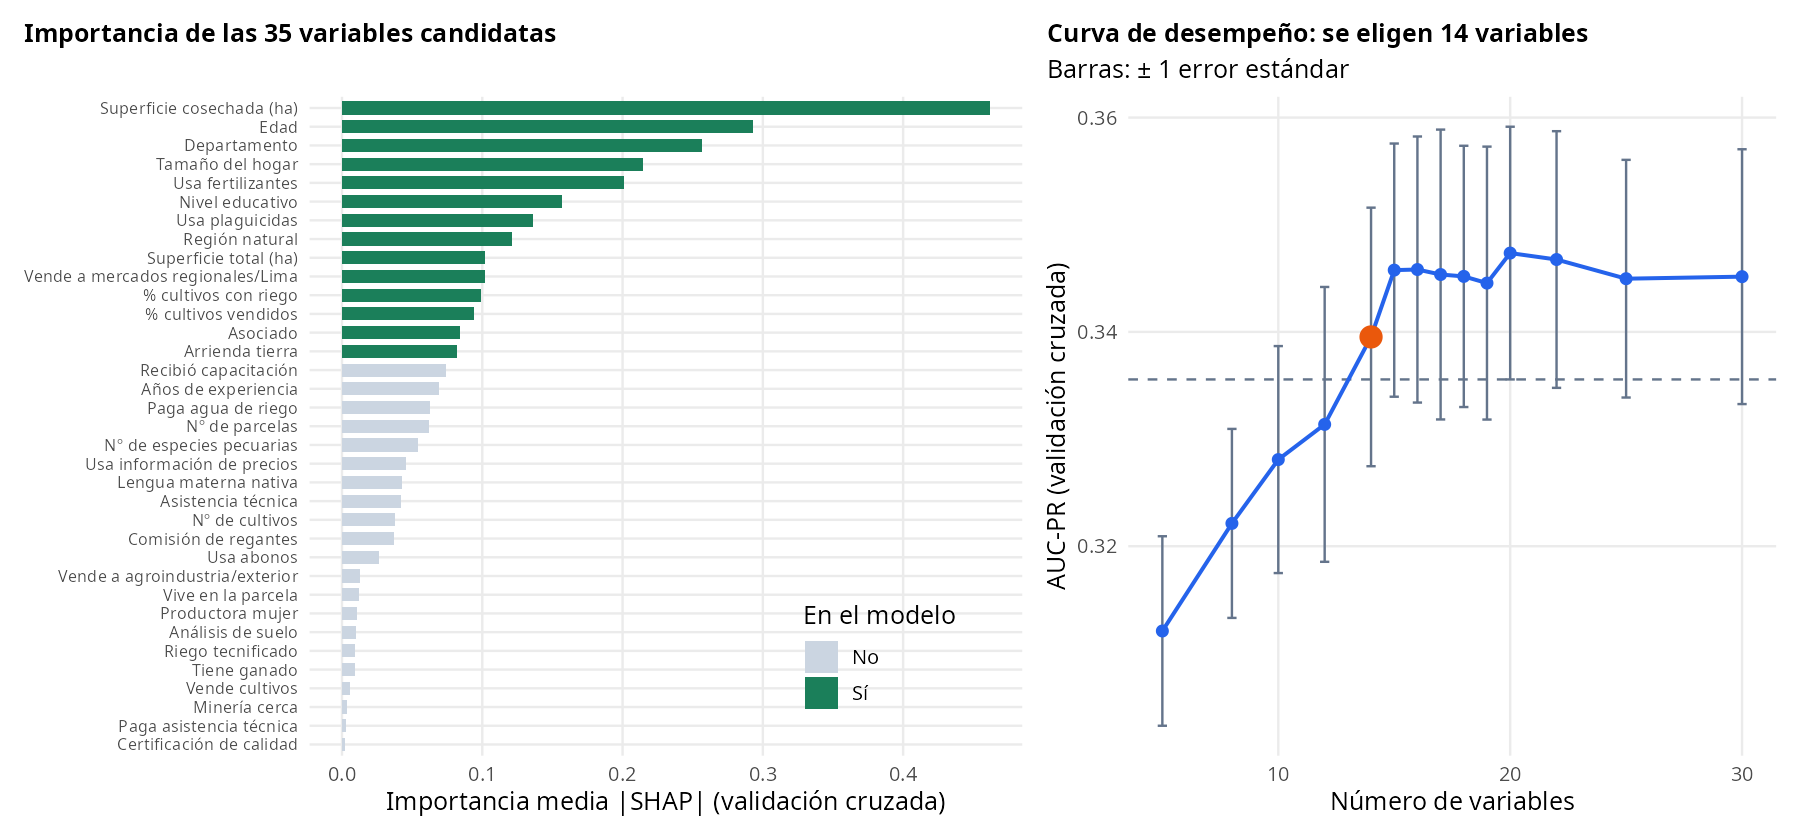 Importancia de las 35 variables candidatas
Superficie cosechada (ha)
Edad
Departamento
Tamaño del hogar
Usa fertilizantes
Nivel educativo
Usa plaguicidas
Región natural
Superficie total (ha)
Vende a mercados regionales/Lima
% cultivos con riego
% cultivos vendidos
Asociado
Arrienda tierra
Recibió capacitación
Años de experiencia
Paga agua de riego
N° de parcelas
N° de especies pecuarias
Usa información de precios
Lengua materna nativa
Asistencia técnica
N° de cultivos
Comisión de regantes
Usa abonos
Vende a agroindustria/exterior
Vive en la parcela
Productora mujer
Análisis de suelo
Riego tecnificado
Tiene ganado
Vende cultivos
Minería cerca
Paga asistencia técnica
Certificación de calidad
0.0 0.1 0.2 0.3 0.4
Importancia media |SHAP| (validación cruzada)
En el modelo
No
Sí
Curva de desempeño: se eligen 14 variables
Barras: ± 1 error estándar
AUC-PR (validación cruzada)
0.36
0.34
0.32
10 20 30
Número de variables